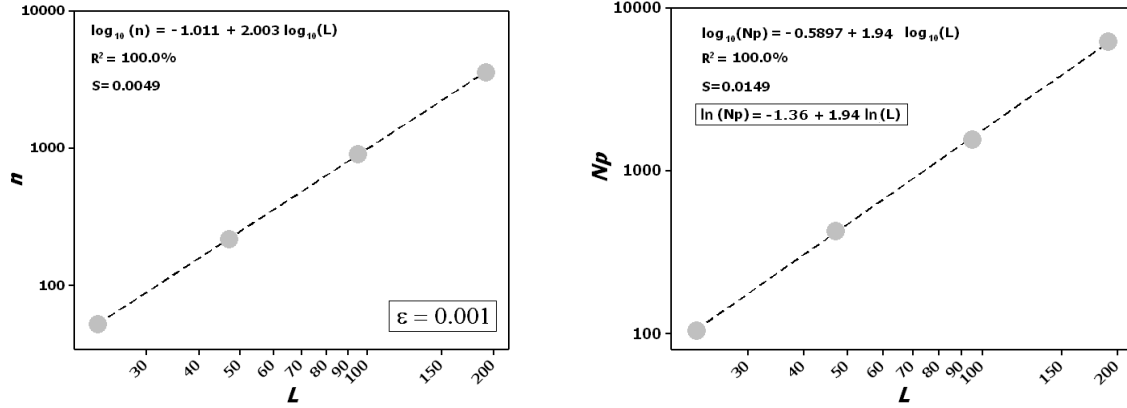 10000
1000
100
n
log10 (n) = - 1.011 + 2.003 log10(L)
R² = 100.0%
S=0.0049
ε = 0.001
30 40 50 60 70 80 90 100 150 200
L
10000
1000
100
Np
log10(Np) = -0.5897 + 1.94 log10(L)
R² = 100.0%
S=0.0149
ln (Np) = -1.36 + 1.94 ln(L)
30 40 50 60 70 80 90 100 150 200
L